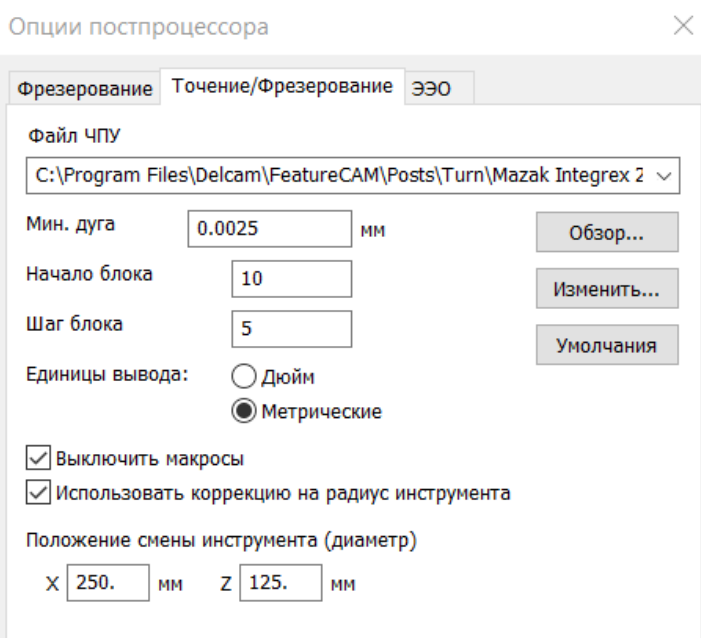 Опции постпроцессора
Фрезерование Точение/Фрезерование ЭЭО
Файл ЧПУ
C:\Program Files\Delcam\FeatureCAM\Posts\Turn\Mazak Integrex 2
Мин. дуга 0.0025 мм Обзор...
Начало блока 10 Изменить...
Шаг блока 5 Умолчания
Единицы вывода: Дюйм
Метрические
Выключить макросы
Использовать коррекцию на радиус инструмента
Положение смены инструмента (диаметр)
X 250. мм Z 125. мм